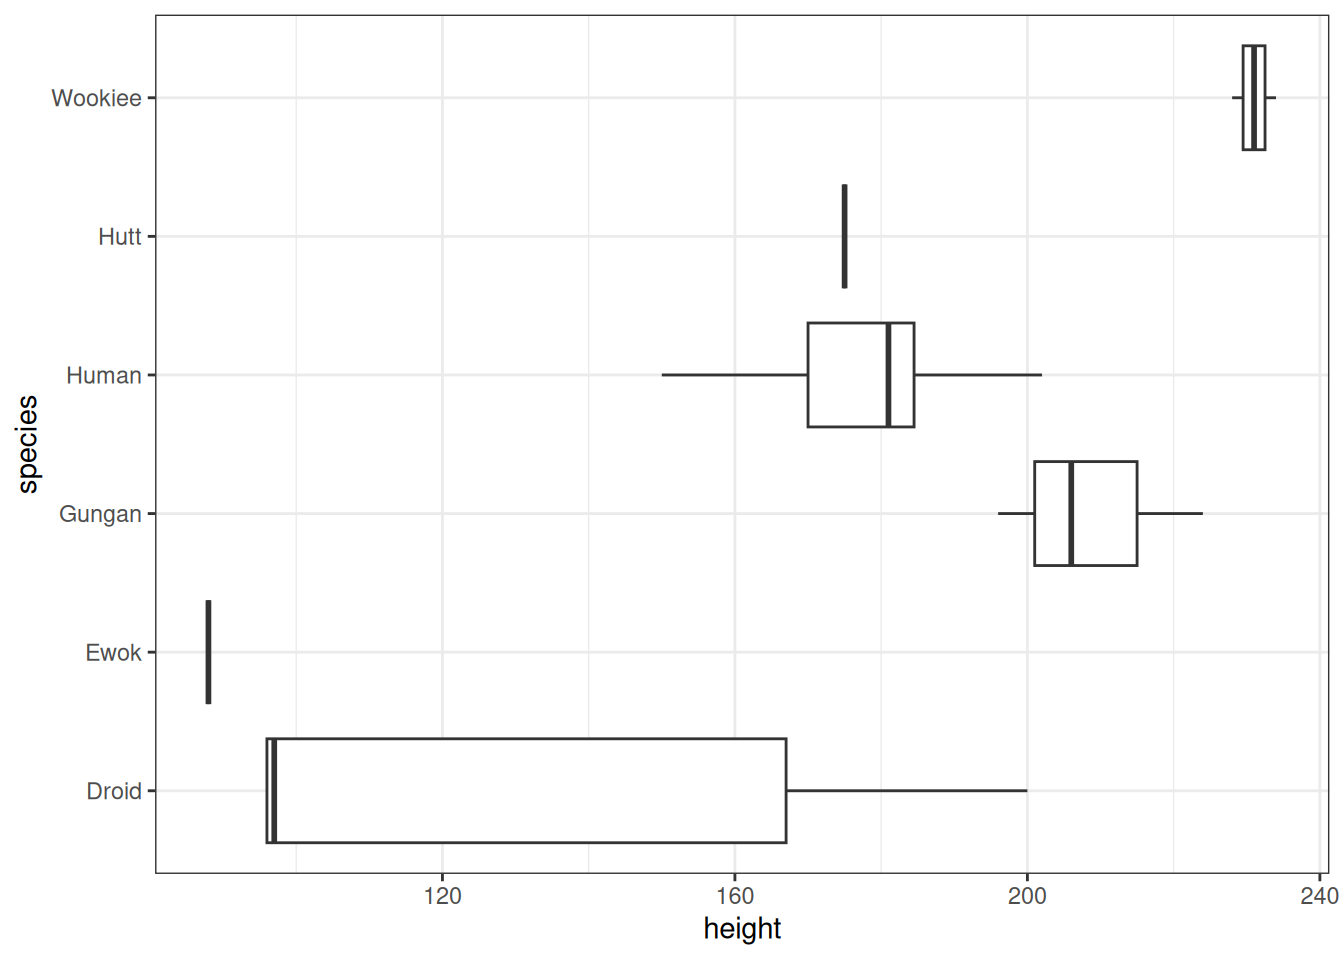 Wookiee
Hutt
Human
Gungan
Ewok
Droid
species
120 160 200 240
height